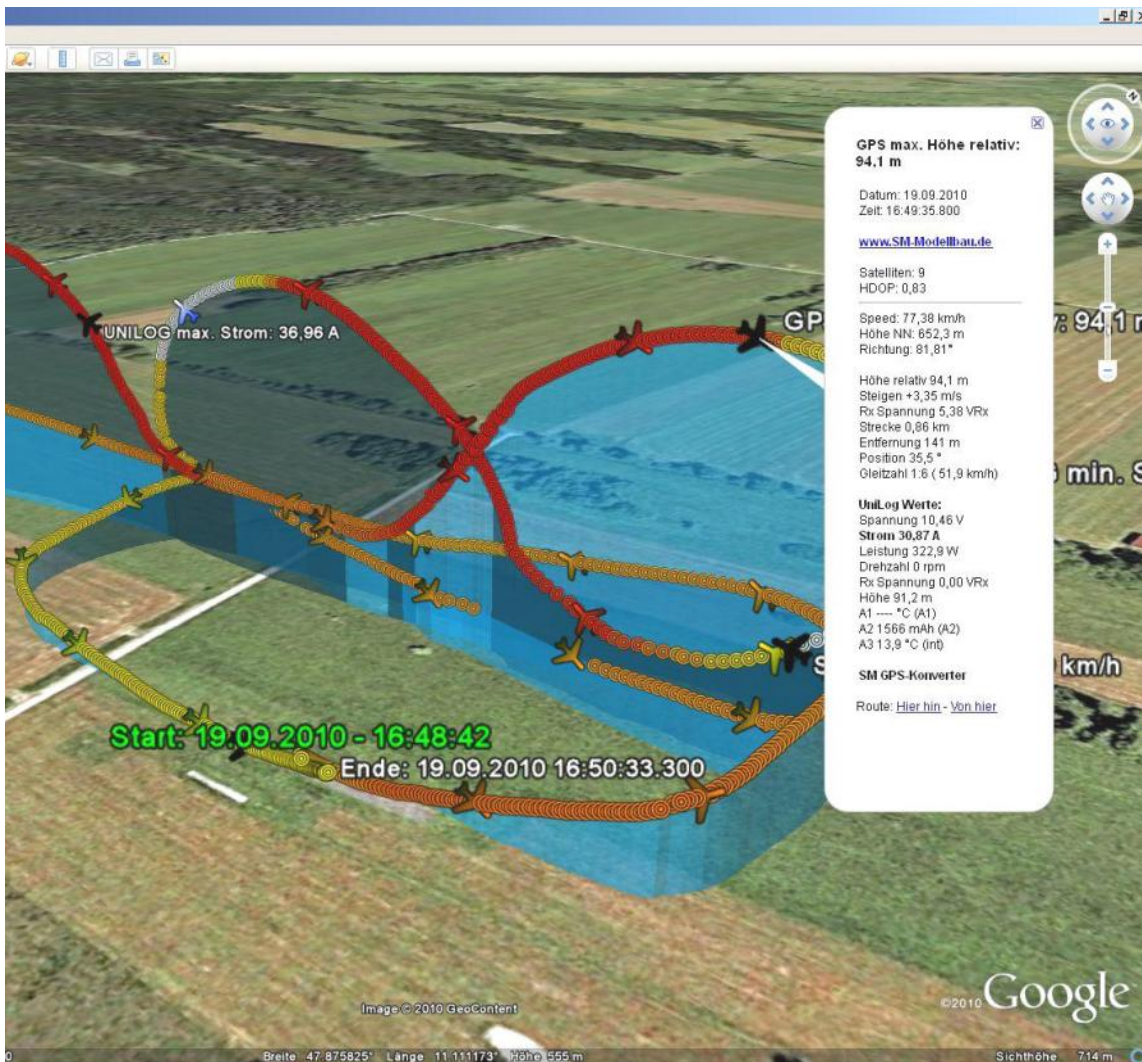 GPS max. Höhe relativ:
94,1 m
Datum: 19.09.2010
Zeit: 16:49:35.800
www.SM-Modellbau.de
Satelliten: 9
HDOP: 0,83
Speed: 77,38 km/h
Höhe NN: 652,3 m
Richtung: 81,81°
Höhe relativ 94,1 m
Steigen +3,35 m/s
Rx Spannung 5,38 VRx
Strecke 0,86 km
Entfernung 141 m
Position 35,5 °
Gleitzahl 1:6 ( 51,9 km/h)
UniLog Werte:
Spannung 10,46 V
Strom 30,87 A
Leistung 322,9 W
Drehzahl 0 rpm
Rx Spannung 0,00 VRx
Höhe 91,2 m
A1 ---- °C (A1)
A2 1566 mAh (A2)
A3 13,9 °C (int)
SM GPS-Konverter
Route: Hier hin - Von hier
N
UNILOG max. Strom: 36,96 A
GP
: 94,1 m
min. S
S
km/h
Start: 19.09.2010 - 16:48:42
Ende: 19.09.2010 16:50:33.300
Image © 2010 GeoContent
©2010 Google
0 Breite 47.875825° Länge 11.111173° Höhe 555 m Sichthöhe 714 m